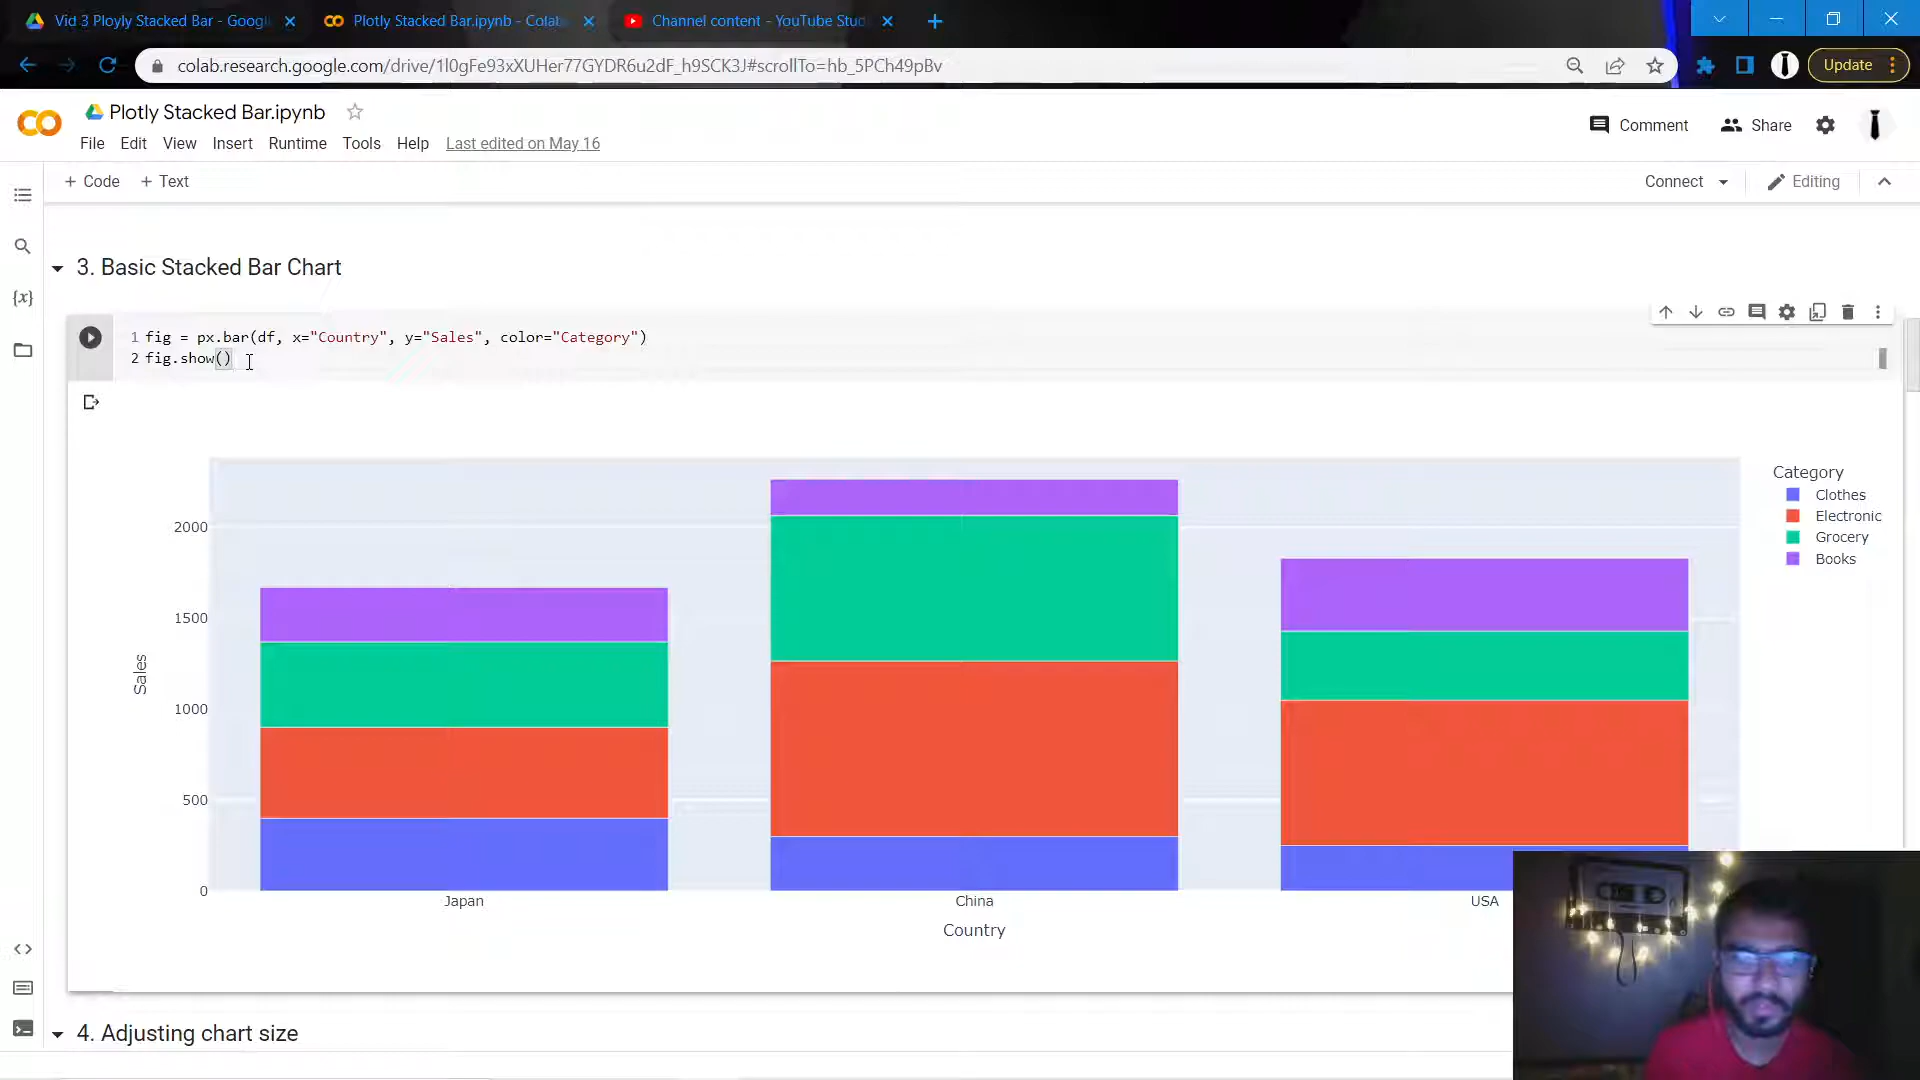 Vid 3 Ployly Stacked Bar - Googl
Plotly Stacked Bar.ipynb - Colab
Channel content - YouTube Stud
colab.research.google.com/drive/1l0gFe93xXUHer77GYDR6u2dF_h9SCK3J#scrollTo=hb_5PCh49pBv
Update
Plotly Stacked Bar.ipynb
Comment
Share
File Edit View Insert Runtime Tools Help Last edited on May 16
+ Code + Text
Connect
Editing
{x}
3. Basic Stacked Bar Chart
1 fig = px.bar(df, x="Country", y="Sales", color="Category")
2 fig.show()
Category
Clothes
Electronic
Grocery
Books
2000
1500
1000
500
0
Sales
Japan
China
USA
Country
4. Adjusting chart size